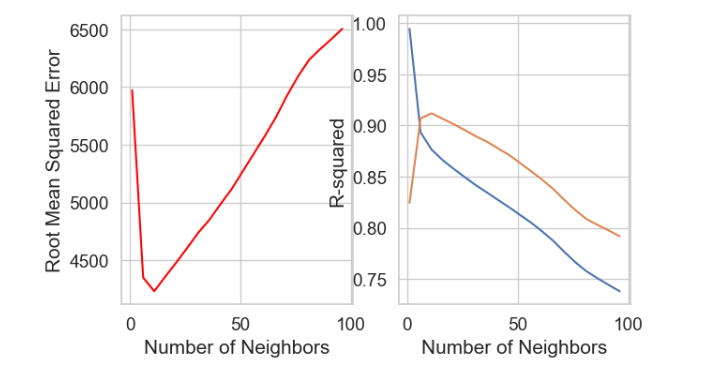 Root Mean Squared Error
6500
6000
5500
5000
4500
0 50 100
Number of Neighbors
R-squared
1.00
0.95
0.90
0.85
0.80
0.75
0 50 100
Number of Neighbors